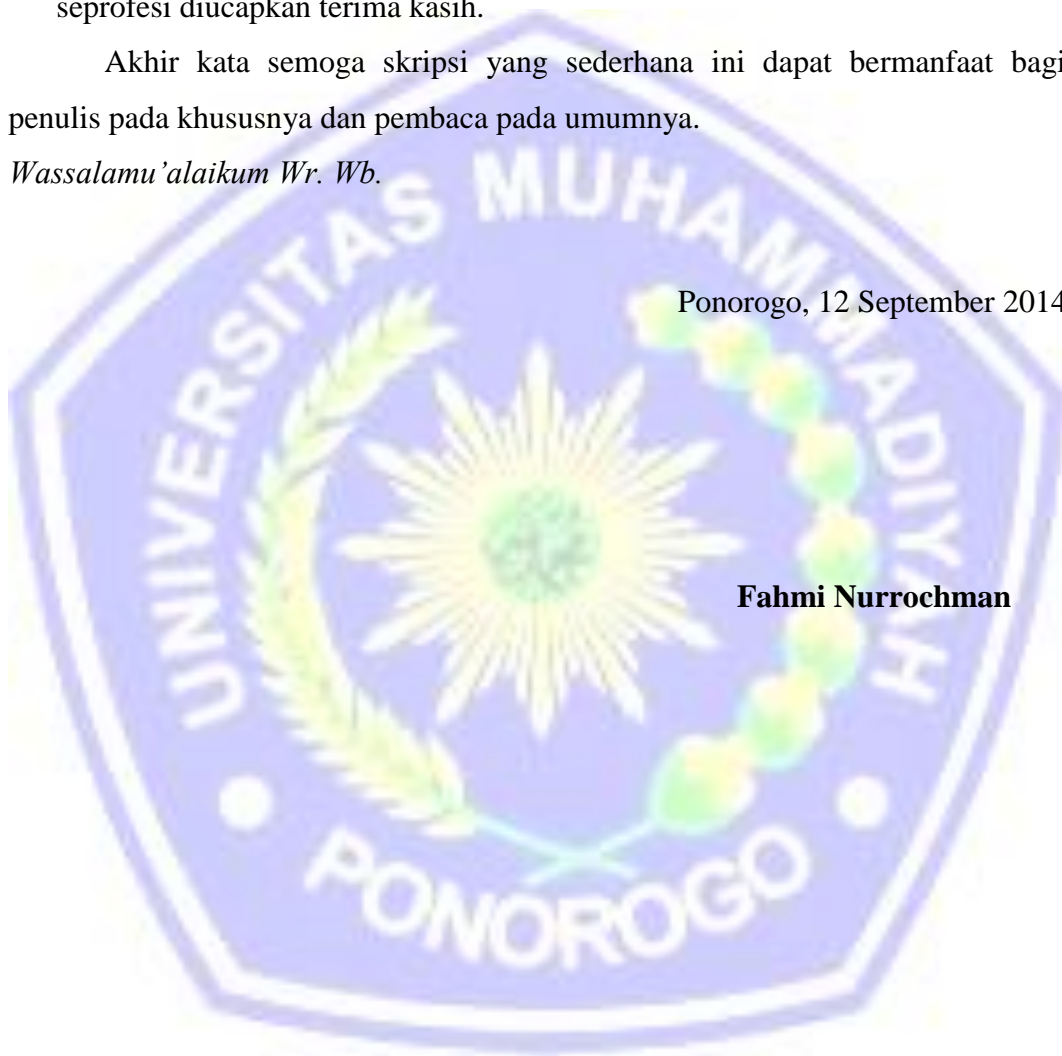 seprofesi diucapkan terima kasih.
Akhir kata semoga skripsi yang sederhana ini dapat bermanfaat bagi
penulis pada khususnya dan pembaca pada umumnya.
Wassalamu’alaikum Wr. Wb.
Ponorogo, 12 September 2014
Fahmi Nurrochman
UNIVERSITAS MUHAMMADIYAH
PONOROGO